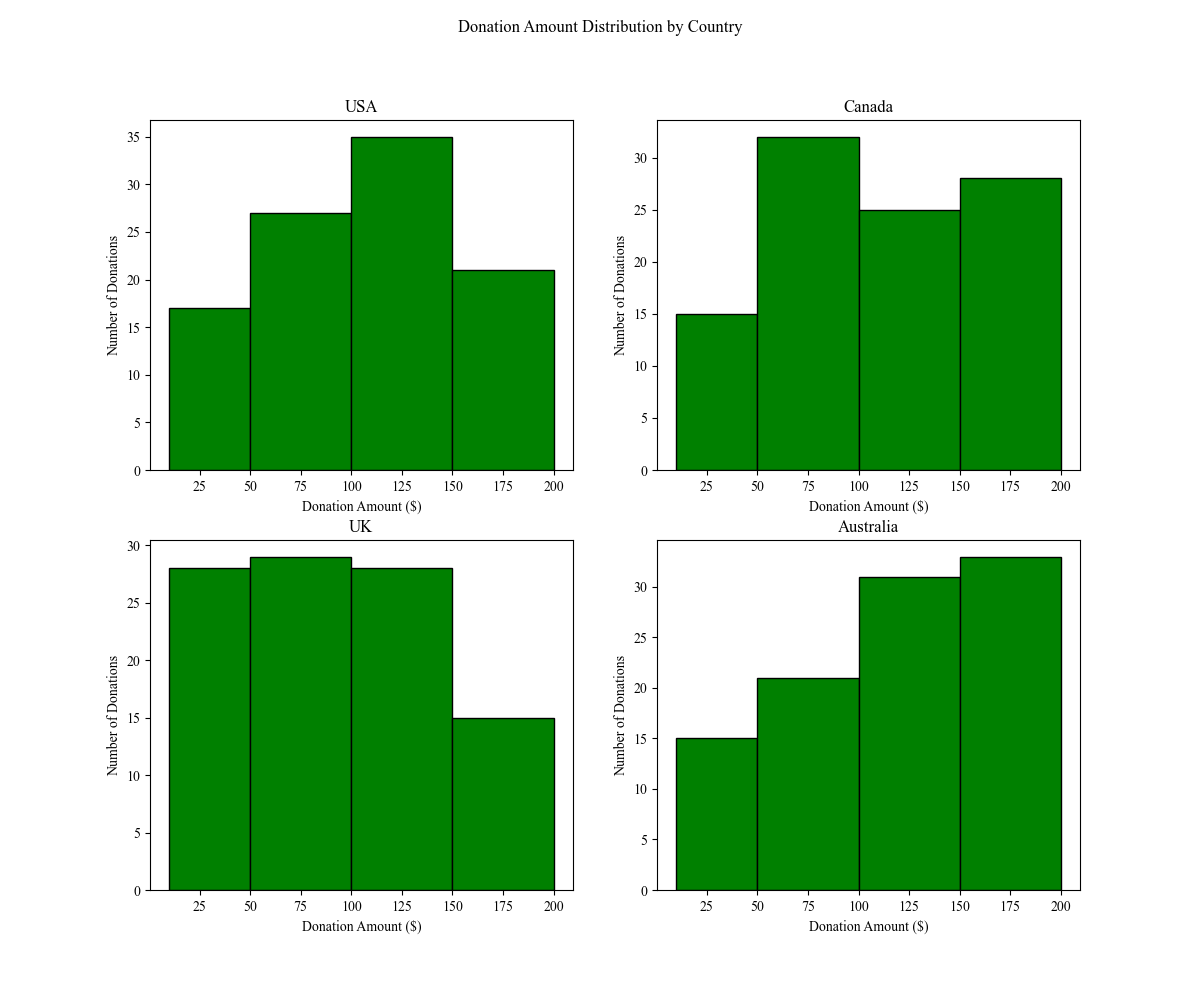 Donation Amount Distribution by Country
USA
35
30
25
20
15
10
5
0
Number of Donations
25 50 75 100 125 150 175 200
Donation Amount ($)
Canada
30
25
20
15
10
5
0
Number of Donations
25 50 75 100 125 150 175 200
Donation Amount ($)
UK
30
25
20
15
10
5
0
Number of Donations
25 50 75 100 125 150 175 200
Donation Amount ($)
Australia
30
25
20
15
10
5
0
Number of Donations
25 50 75 100 125 150 175 200
Donation Amount ($)